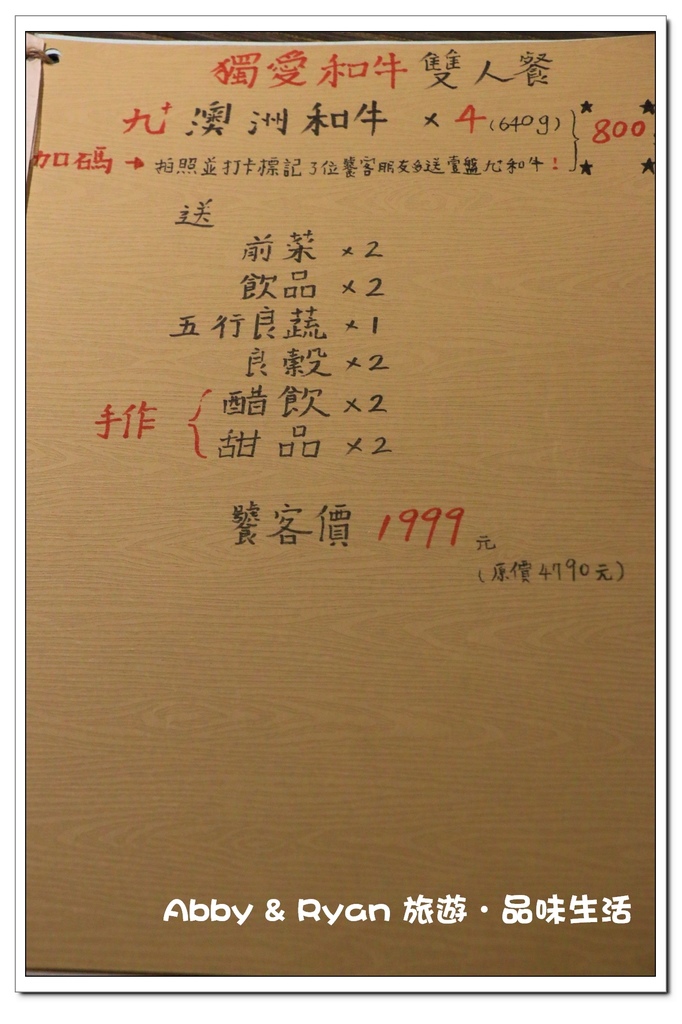 獨愛和牛 雙人餐
九⁺ 澳洲和牛 × 4 (640g)
800
加碼 → 拍照並打卡標記3位饕客朋友多送壹盤九⁺和牛！
送
前菜 × 2
飲品 × 2
五行良蔬 × 1
良穀 × 2
手作
醋飲 × 2
甜品 × 2
饕客價 1999 元
(原價4790元)
Abby & Ryan 旅遊・品味生活